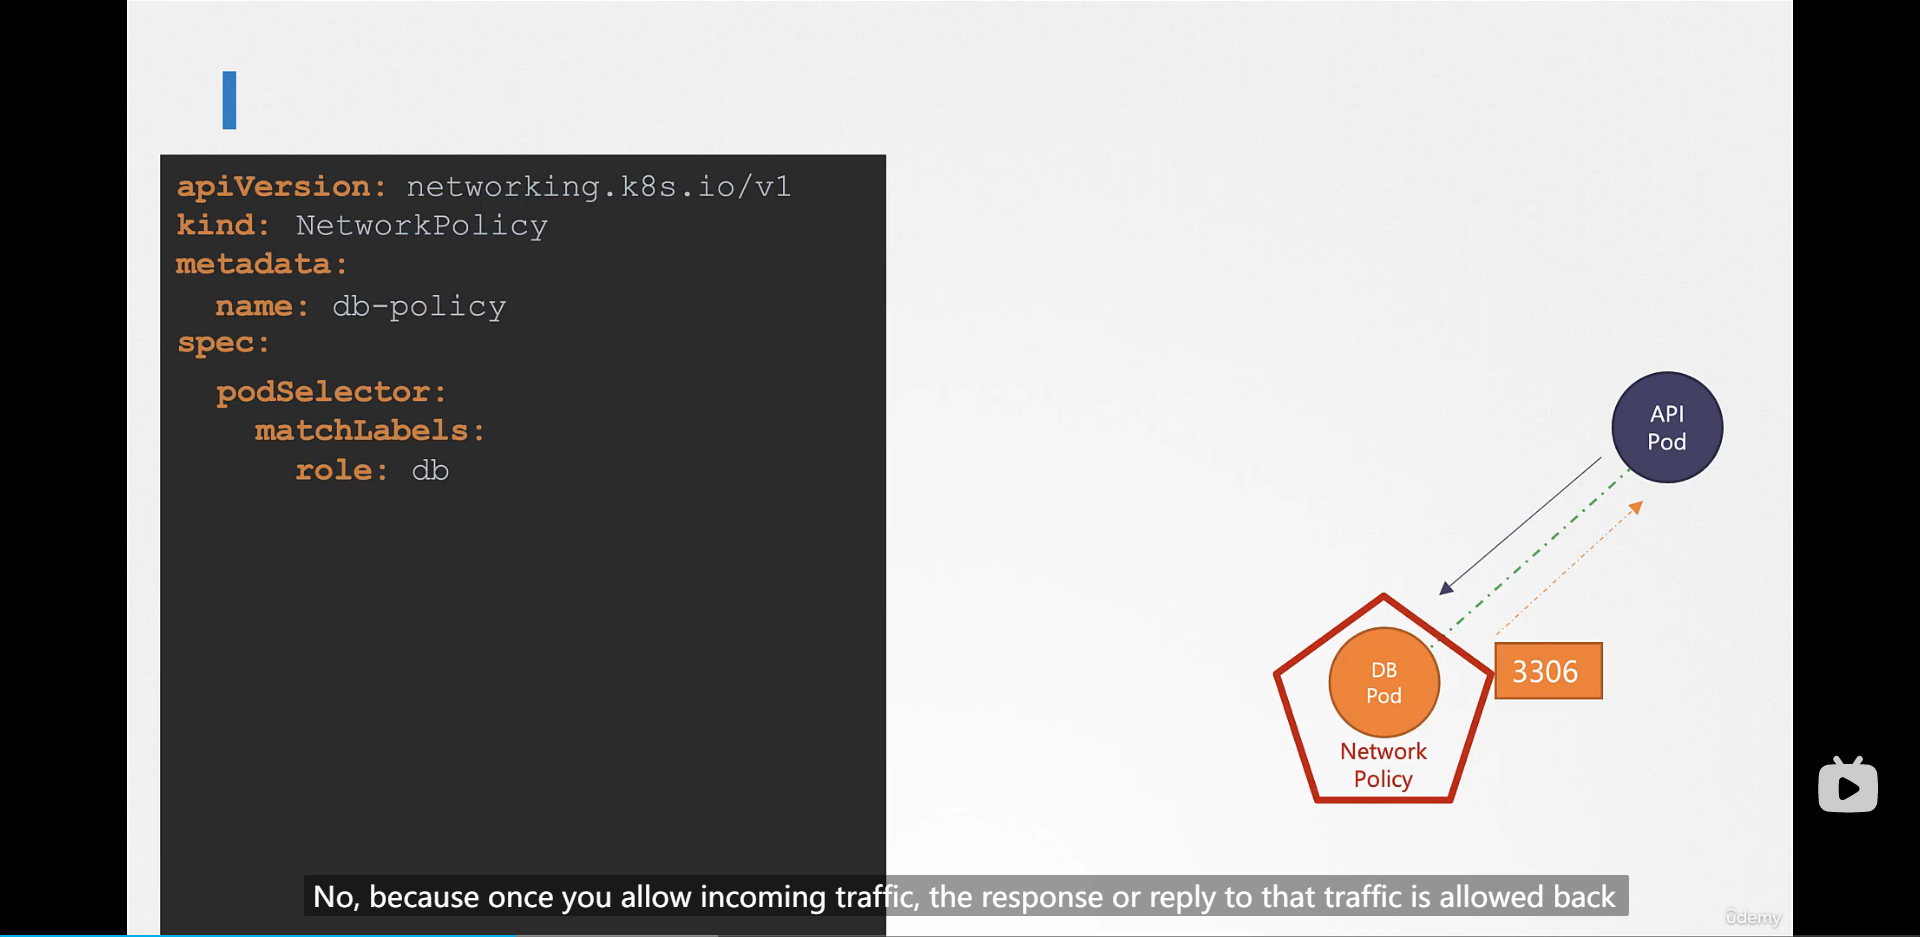 apiVersion: networking.k8s.io/v1
kind: NetworkPolicy
metadata:
  name: db-policy
spec:
  podSelector:
    matchLabels:
      role: db
API
Pod
DB
Pod
3306
Network
Policy
No, because once you allow incoming traffic, the response or reply to that traffic is allowed back
ûdemy